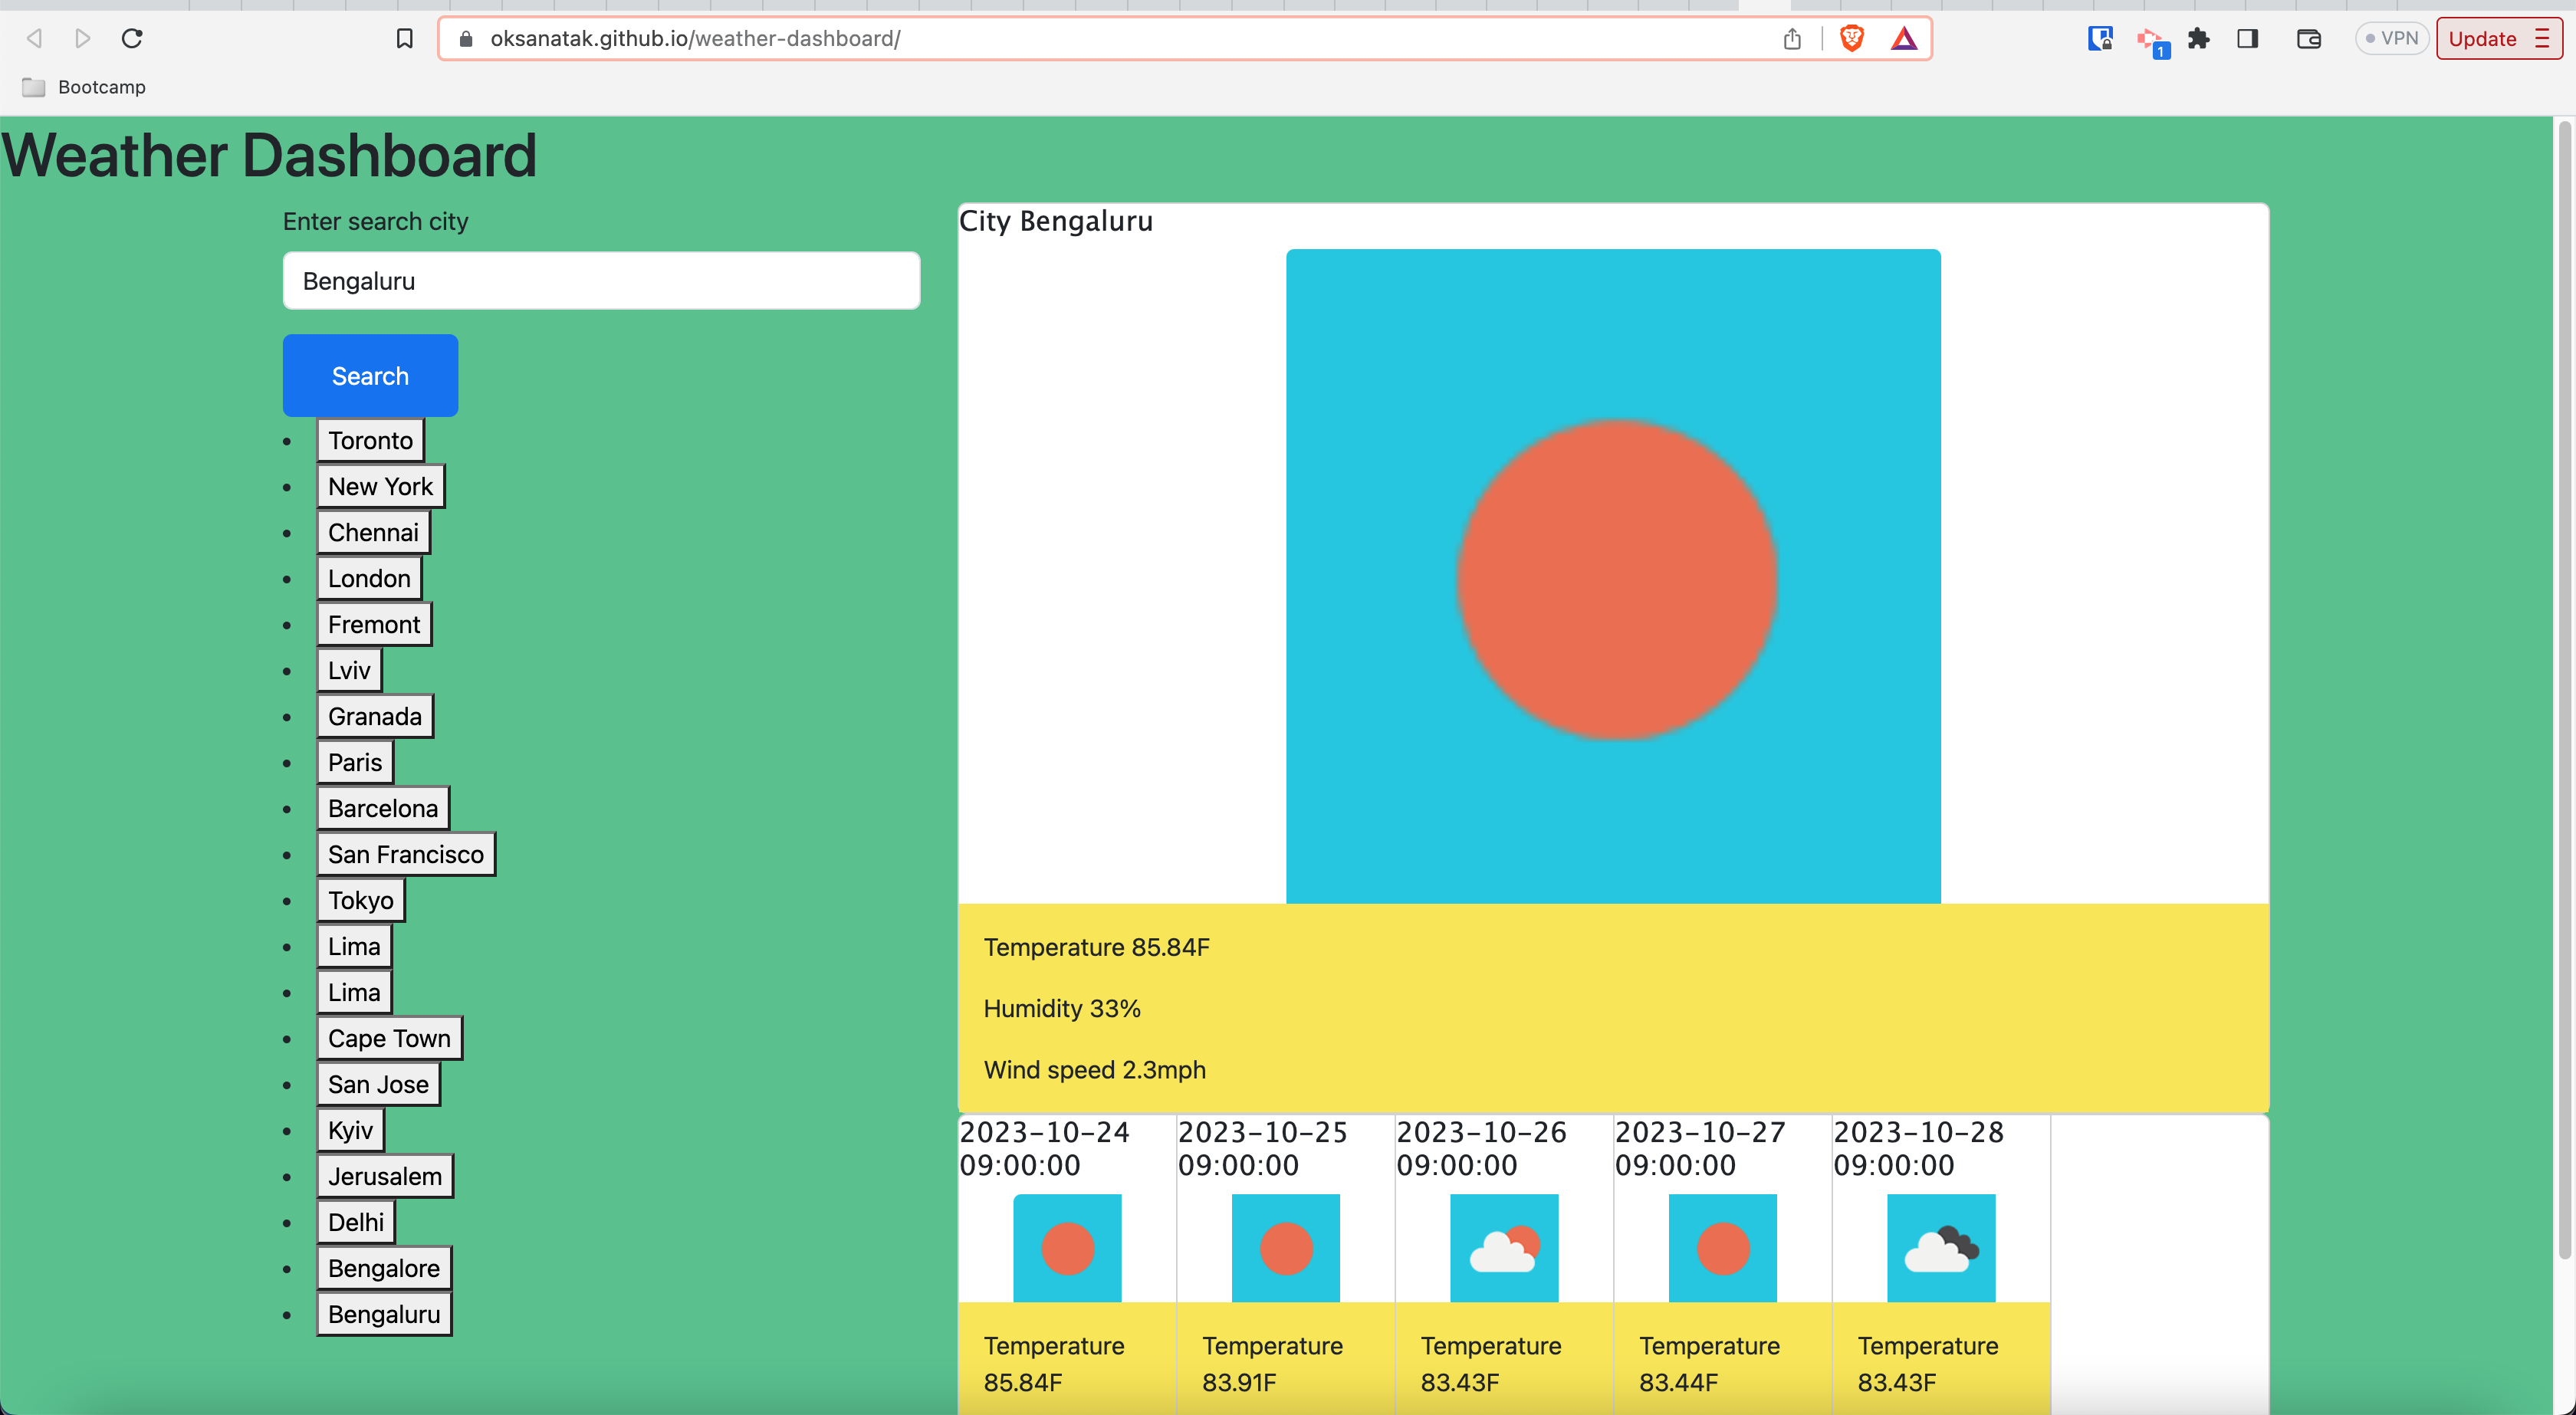 oksanatak.github.io/weather-dashboard/
1
VPN
Update
Bootcamp
Weather Dashboard
Enter search city
Bengaluru
Search
Toronto
New York
Chennai
London
Fremont
Lviv
Granada
Paris
Barcelona
San Francisco
Tokyo
Lima
Lima
Cape Town
San Jose
Kyiv
Jerusalem
Delhi
Bengalore
Bengaluru
City Bengaluru
Temperature 85.84F
Humidity 33%
Wind speed 2.3mph
2023-10-24
09:00:00
Temperature
85.84F
2023-10-25
09:00:00
Temperature
83.91F
2023-10-26
09:00:00
Temperature
83.43F
2023-10-27
09:00:00
Temperature
83.44F
2023-10-28
09:00:00
Temperature
83.43F